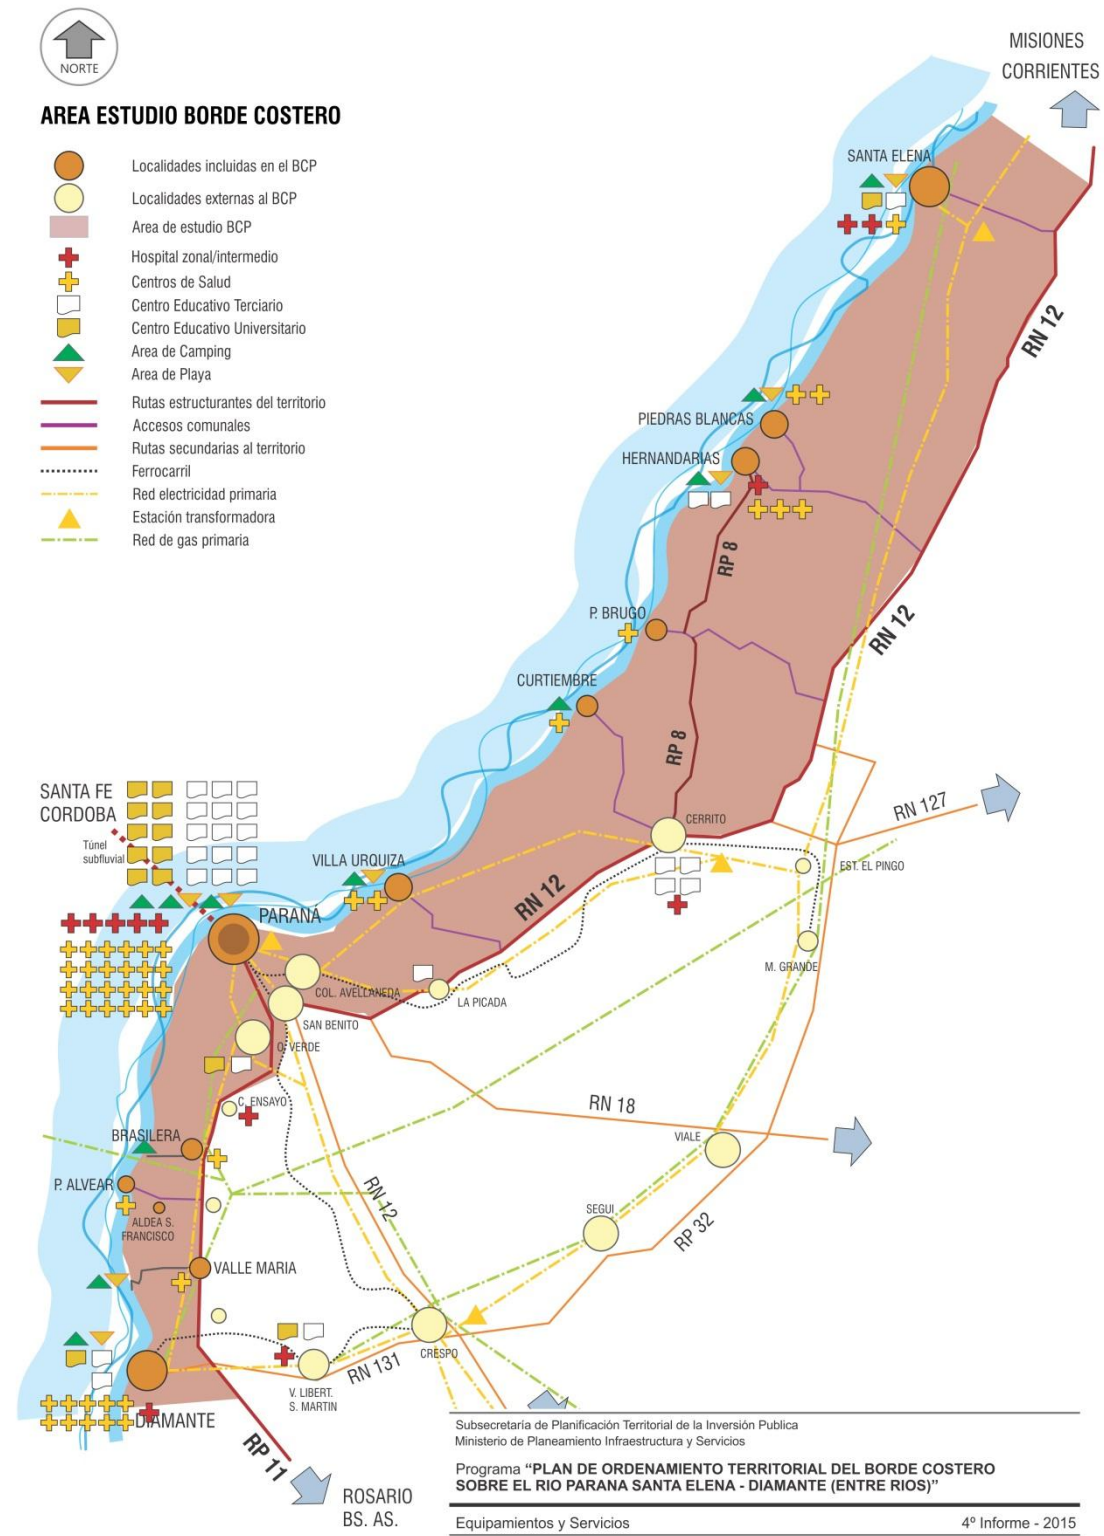 NORTE
MISIONES
CORRIENTES
AREA ESTUDIO BORDE COSTERO
Localidades incluidas en el BCP
Localidades externas al BCP
Area de estudio BCP
Hospital zonal/intermedio
Centros de Salud
Centro Educativo Terciario
Centro Educativo Universitario
Area de Camping
Area de Playa
Rutas estructurantes del territorio
Accesos comunales
Rutas secundarias al territorio
Ferrocarril
Red electricidad primaria
Estación transformadora
Red de gas primaria
SANTA ELENA
RN 12
PIEDRAS BLANCAS
HERNANDARIAS
RP 8
P. BRUGO
RN 12
CURTIEMBRE
RP 8
SANTA FE
CORDOBA
Túnel
subfluvial
CERRITO
RN 127
VILLA URQUIZA
EST. EL PINGO
RN 12
PARANÁ
M. GRANDE
COL. AVELLANEDA
LA PICADA
SAN BENITO
O. VERDE
C. ENSAYO
RN 18
BRASILERA
VIALE
P. ALVEAR
RN 12
ALDEA S.
FRANCISCO
SEGUI
RP 32
VALLE MARIA
CRESPO
RN 131
V. LIBERT.
S. MARTIN
DIAMANTE
RP 11
ROSARIO
BS. AS.
Subsecretaría de Planificación Territorial de la Inversión Publica
Ministerio de Planeamiento Infraestructura y Servicios
Programa “PLAN DE ORDENAMIENTO TERRITORIAL DEL BORDE COSTERO
SOBRE EL RIO PARANA SANTA ELENA - DIAMANTE (ENTRE RIOS)”
Equipamientos y Servicios
4º Informe - 2015